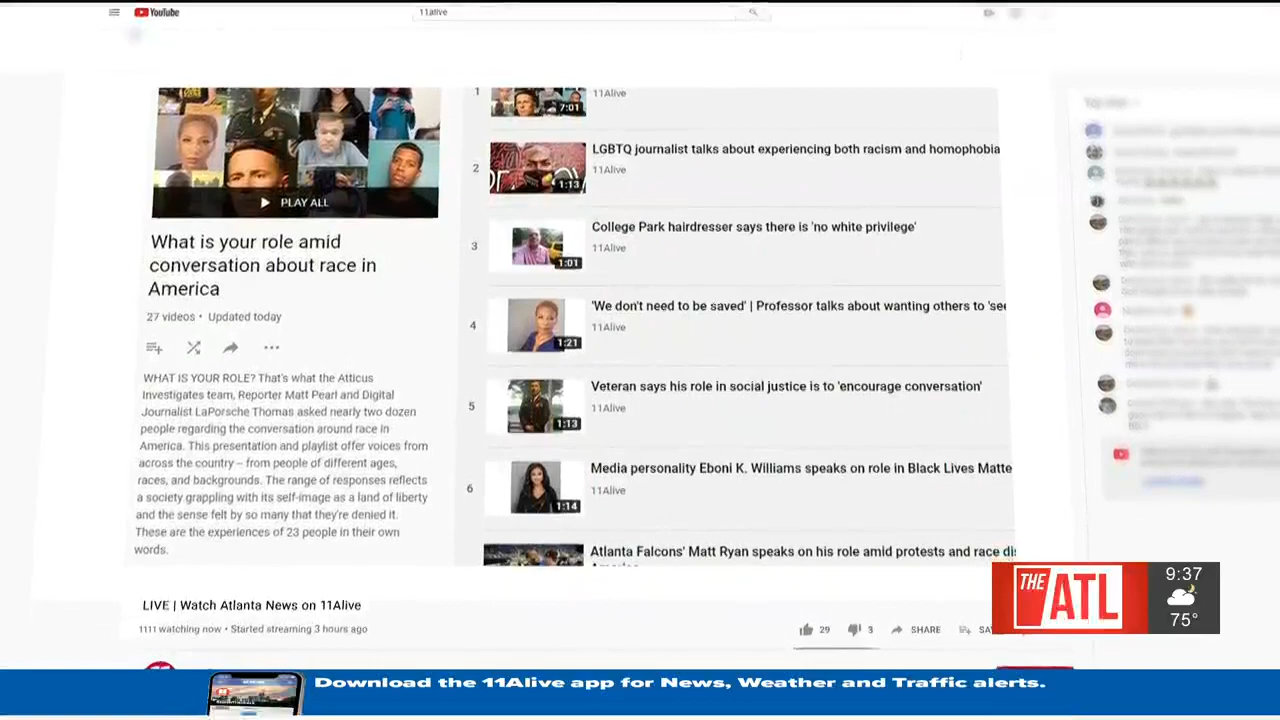 YouTube
11alive
PLAY ALL
What is your role amid
conversation about race in
America
27 videos • Updated today
WHAT IS YOUR ROLE? That's what the Atticus
Investigates team, Reporter Matt Pearl and Digital
Journalist LaPorsche Thomas asked nearly two dozen
people regarding the conversation around race in
America. This presentation and playlist offer voices from
across the country – from people of different ages,
races, and backgrounds. The range of responses reflects
a society grappling with its self-image as a land of liberty
and the sense felt by so many that they're denied it.
These are the experiences of 23 people in their own
words.
1
7:01
11Alive
2
1:13
LGBTQ journalist talks about experiencing both racism and homophobia
11Alive
3
1:01
College Park hairdresser says there is 'no white privilege'
11Alive
4
1:21
'We don't need to be saved' | Professor talks about wanting others to 'see
11Alive
5
1:13
Veteran says his role in social justice is to 'encourage conversation'
11Alive
6
1:14
Media personality Eboni K. Williams speaks on role in Black Lives Matte
11Alive
Atlanta Falcons' Matt Ryan speaks on his role amid protests and race dis
LIVE | Watch Atlanta News on 11Alive
1111 watching now • Started streaming 3 hours ago
29
3
SHARE
THE ATL
9:37
75°
Download the 11Alive app for News, Weather and Traffic alerts.